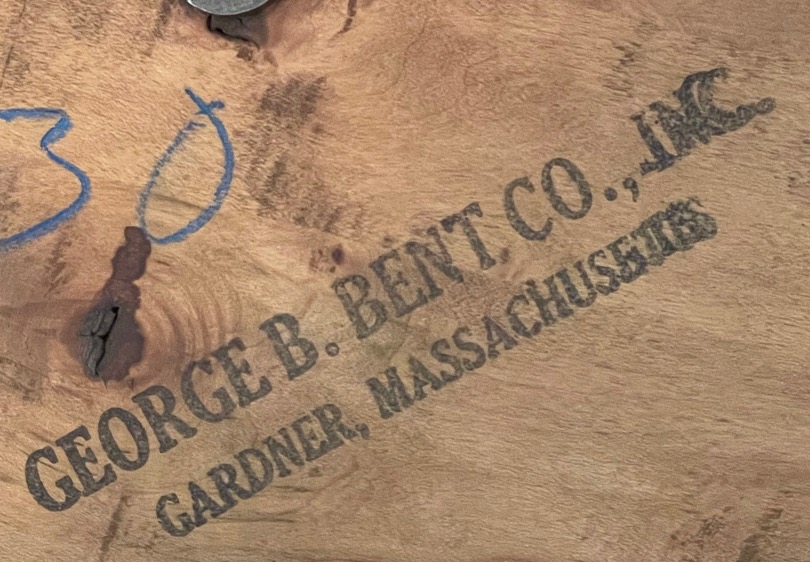 30
GEORGE B. BENT CO., INC.
GARDNER, MASSACHUSETTS